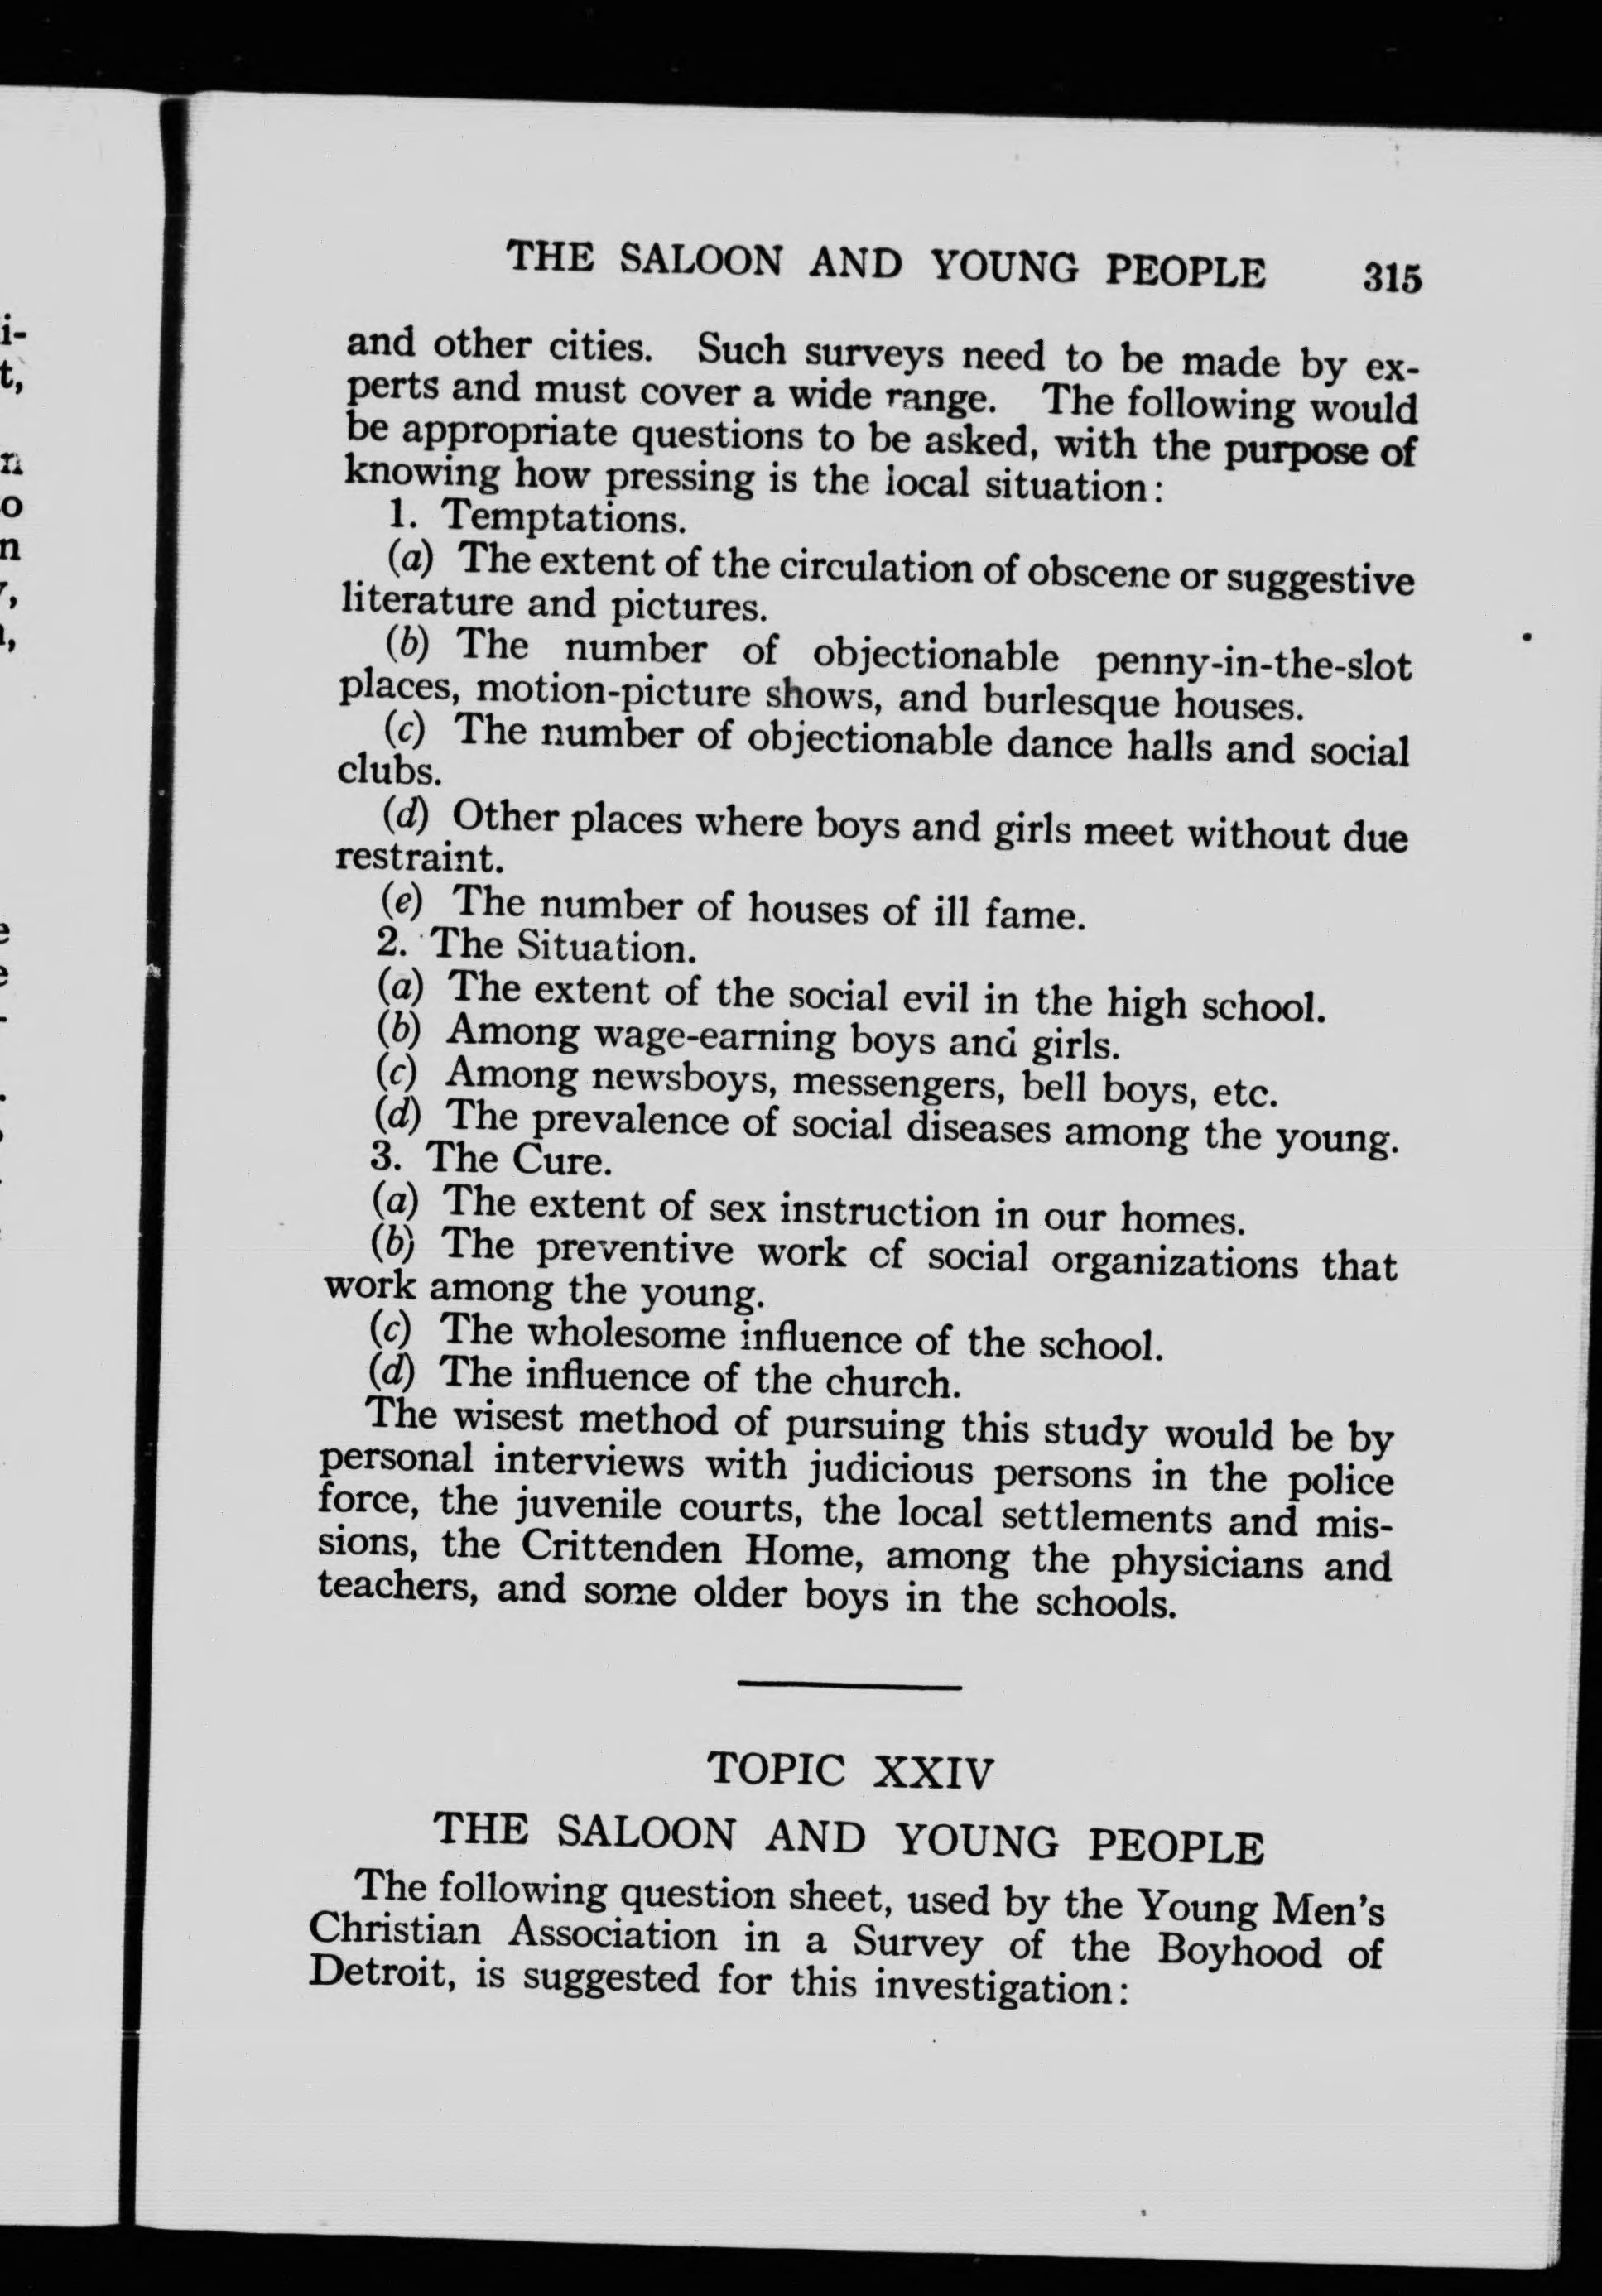 THE SALOON AND YOUNG PEOPLE 315
and other cities. Such surveys need to be made by ex-
perts and must cover a wide range. The following would
be appropriate questions to be asked, with the purpose of
knowing how pressing is the local situation:
1. Temptations.
(a) The extent of the circulation of obscene or suggestive
literature and pictures.
(b) The number of objectionable penny-in-the-slot
places, motion-picture shows, and burlesque houses.
(c) The number of objectionable dance halls and social
clubs.
(d) Other places where boys and girls meet without due
restraint.
(e) The number of houses of ill fame.
2. The Situation.
(a) The extent of the social evil in the high school.
(b) Among wage-earning boys and girls.
(c) Among newsboys, messengers, bell boys, etc.
(d) The prevalence of social diseases among the young.
3. The Cure.
(a) The extent of sex instruction in our homes.
(b) The preventive work of social organizations that
work among the young.
(c) The wholesome influence of the school.
(d) The influence of the church.
The wisest method of pursuing this study would be by
personal interviews with judicious persons in the police
force, the juvenile courts, the local settlements and mis-
sions, the Crittenden Home, among the physicians and
teachers, and some older boys in the schools.
TOPIC XXIV
THE SALOON AND YOUNG PEOPLE
The following question sheet, used by the Young Men's
Christian Association in a Survey of the Boyhood of
Detroit, is suggested for this investigation: